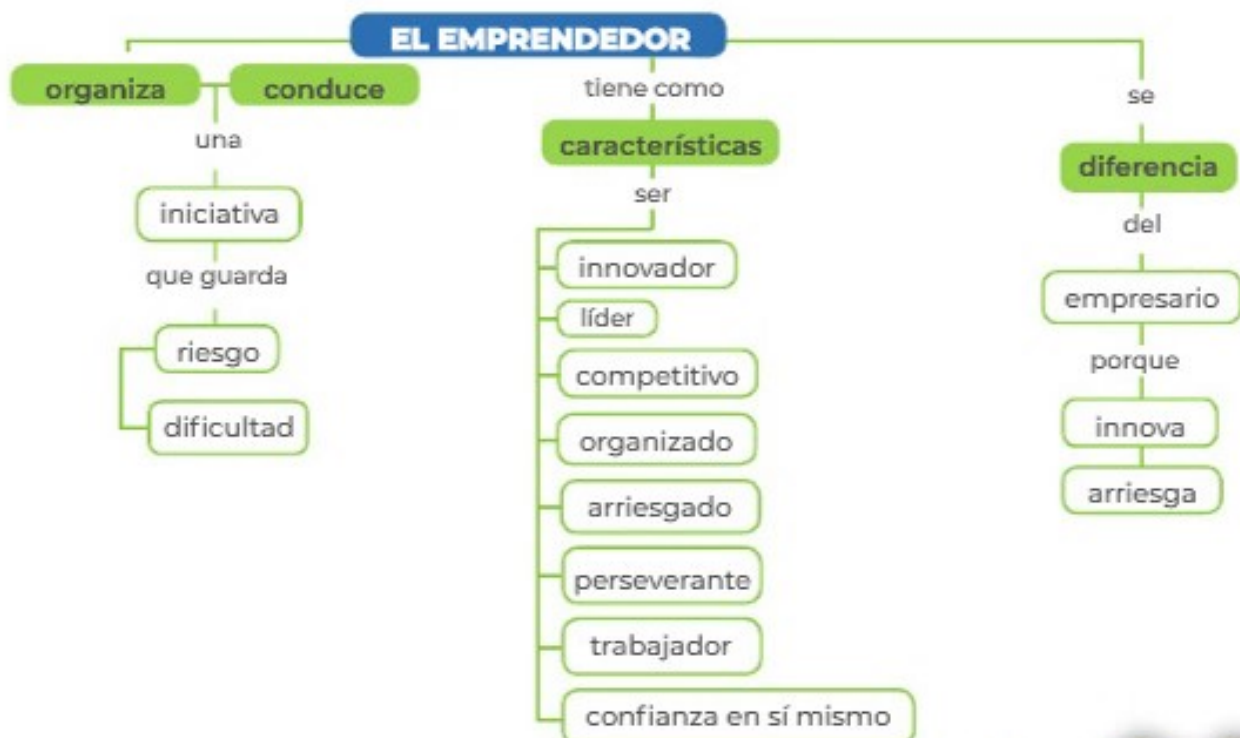 EL EMPRENDEDOR
organiza
conduce
una
iniciativa
que guarda
riesgo
dificultad
tiene como
características
ser
innovador
líder
competitivo
organizado
arriesgado
perseverante
trabajador
confianza en sí mismo
se
diferencia
del
empresario
porque
innova
arriesga